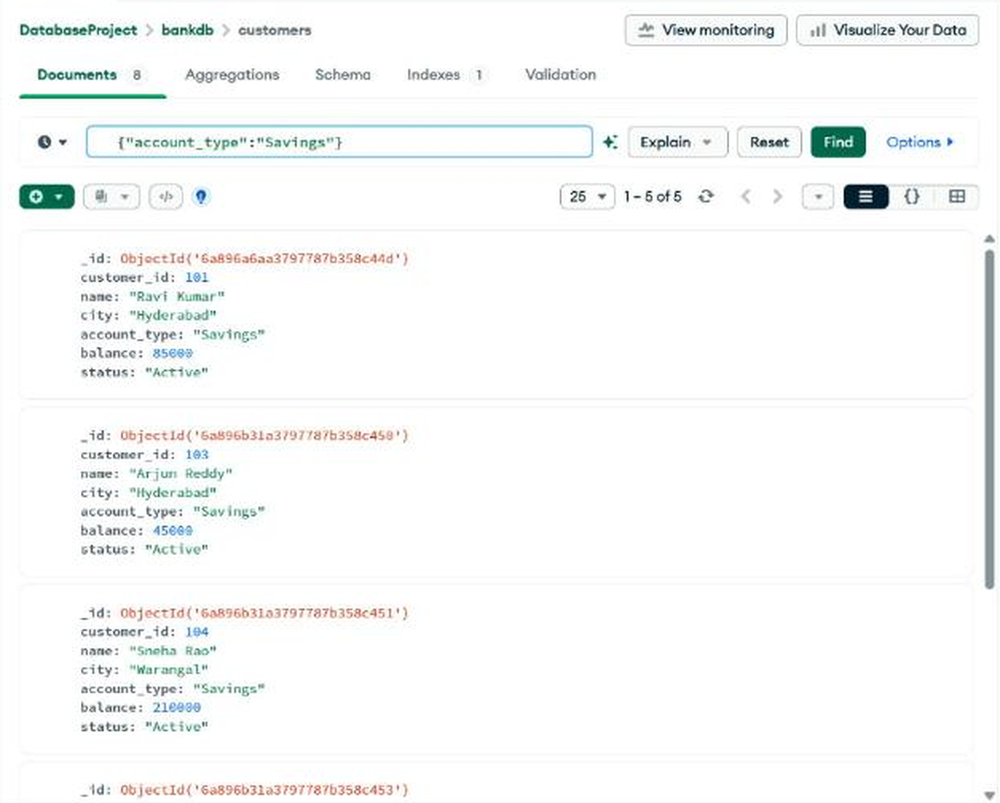 DatabaseProject > bankdb > customers
View monitoring
Visualize Your Data
Documents 8
Aggregations
Schema
Indexes 1
Validation
{"account_type":"Savings"}
Explain
Reset
Find
Options
</>
25
1 – 5 of 5
{}
_id: ObjectId('6a896a6aa3797787b358c44d')
customer_id: 101
name: "Ravi Kumar"
city: "Hyderabad"
account_type: "Savings"
balance: 85000
status: "Active"
_id: ObjectId('6a896b31a3797787b358c450')
customer_id: 103
name: "Arjun Reddy"
city: "Hyderabad"
account_type: "Savings"
balance: 45000
status: "Active"
_id: ObjectId('6a896b31a3797787b358c451')
customer_id: 104
name: "Sneha Rao"
city: "Warangal"
account_type: "Savings"
balance: 210000
status: "Active"
_id: ObjectId('6a896b31a3797787b358c453')